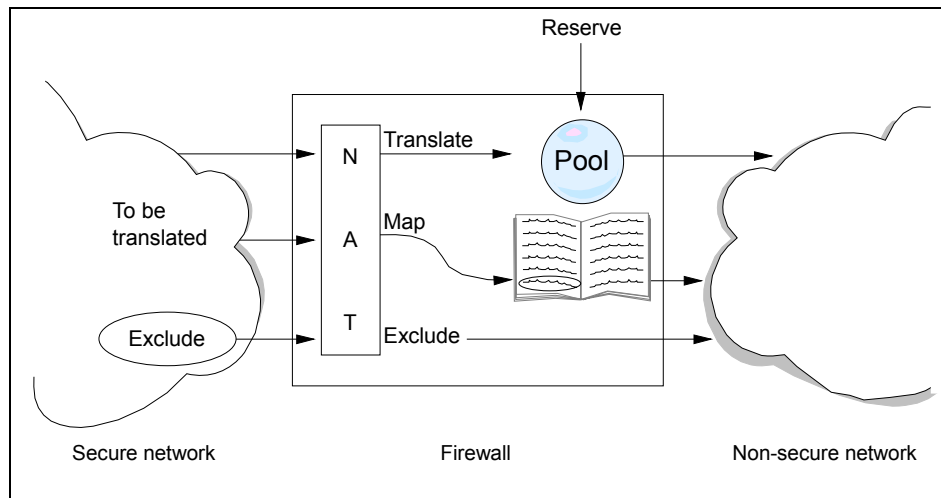 Reserve
N
Translate
Pool
To be
translated
A
Map
T
Exclude
Exclude
Secure network
Firewall
Non-secure network